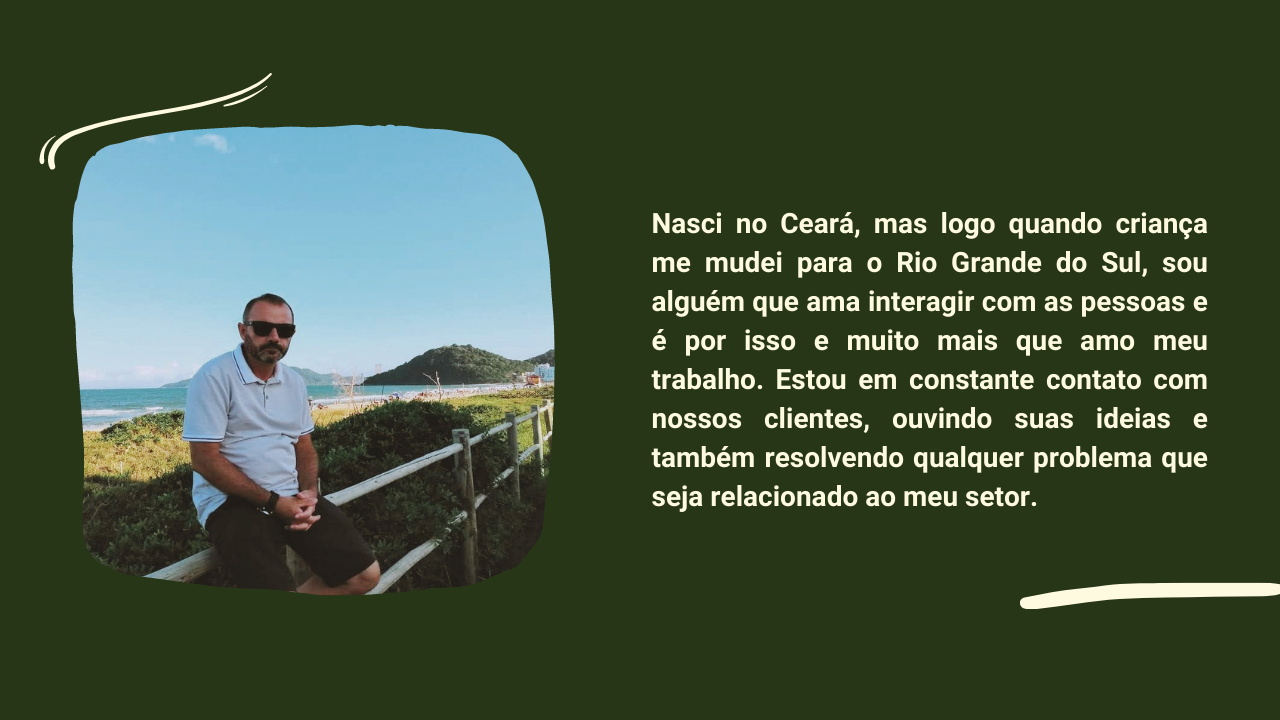 Nasci no Ceará, mas logo quando criança
me mudei para o Rio Grande do Sul, sou
alguém que ama interagir com as pessoas e
é por isso e muito mais que amo meu
trabalho. Estou em constante contato com
nossos clientes, ouvindo suas ideias e
também resolvendo qualquer problema que
seja relacionado ao meu setor.